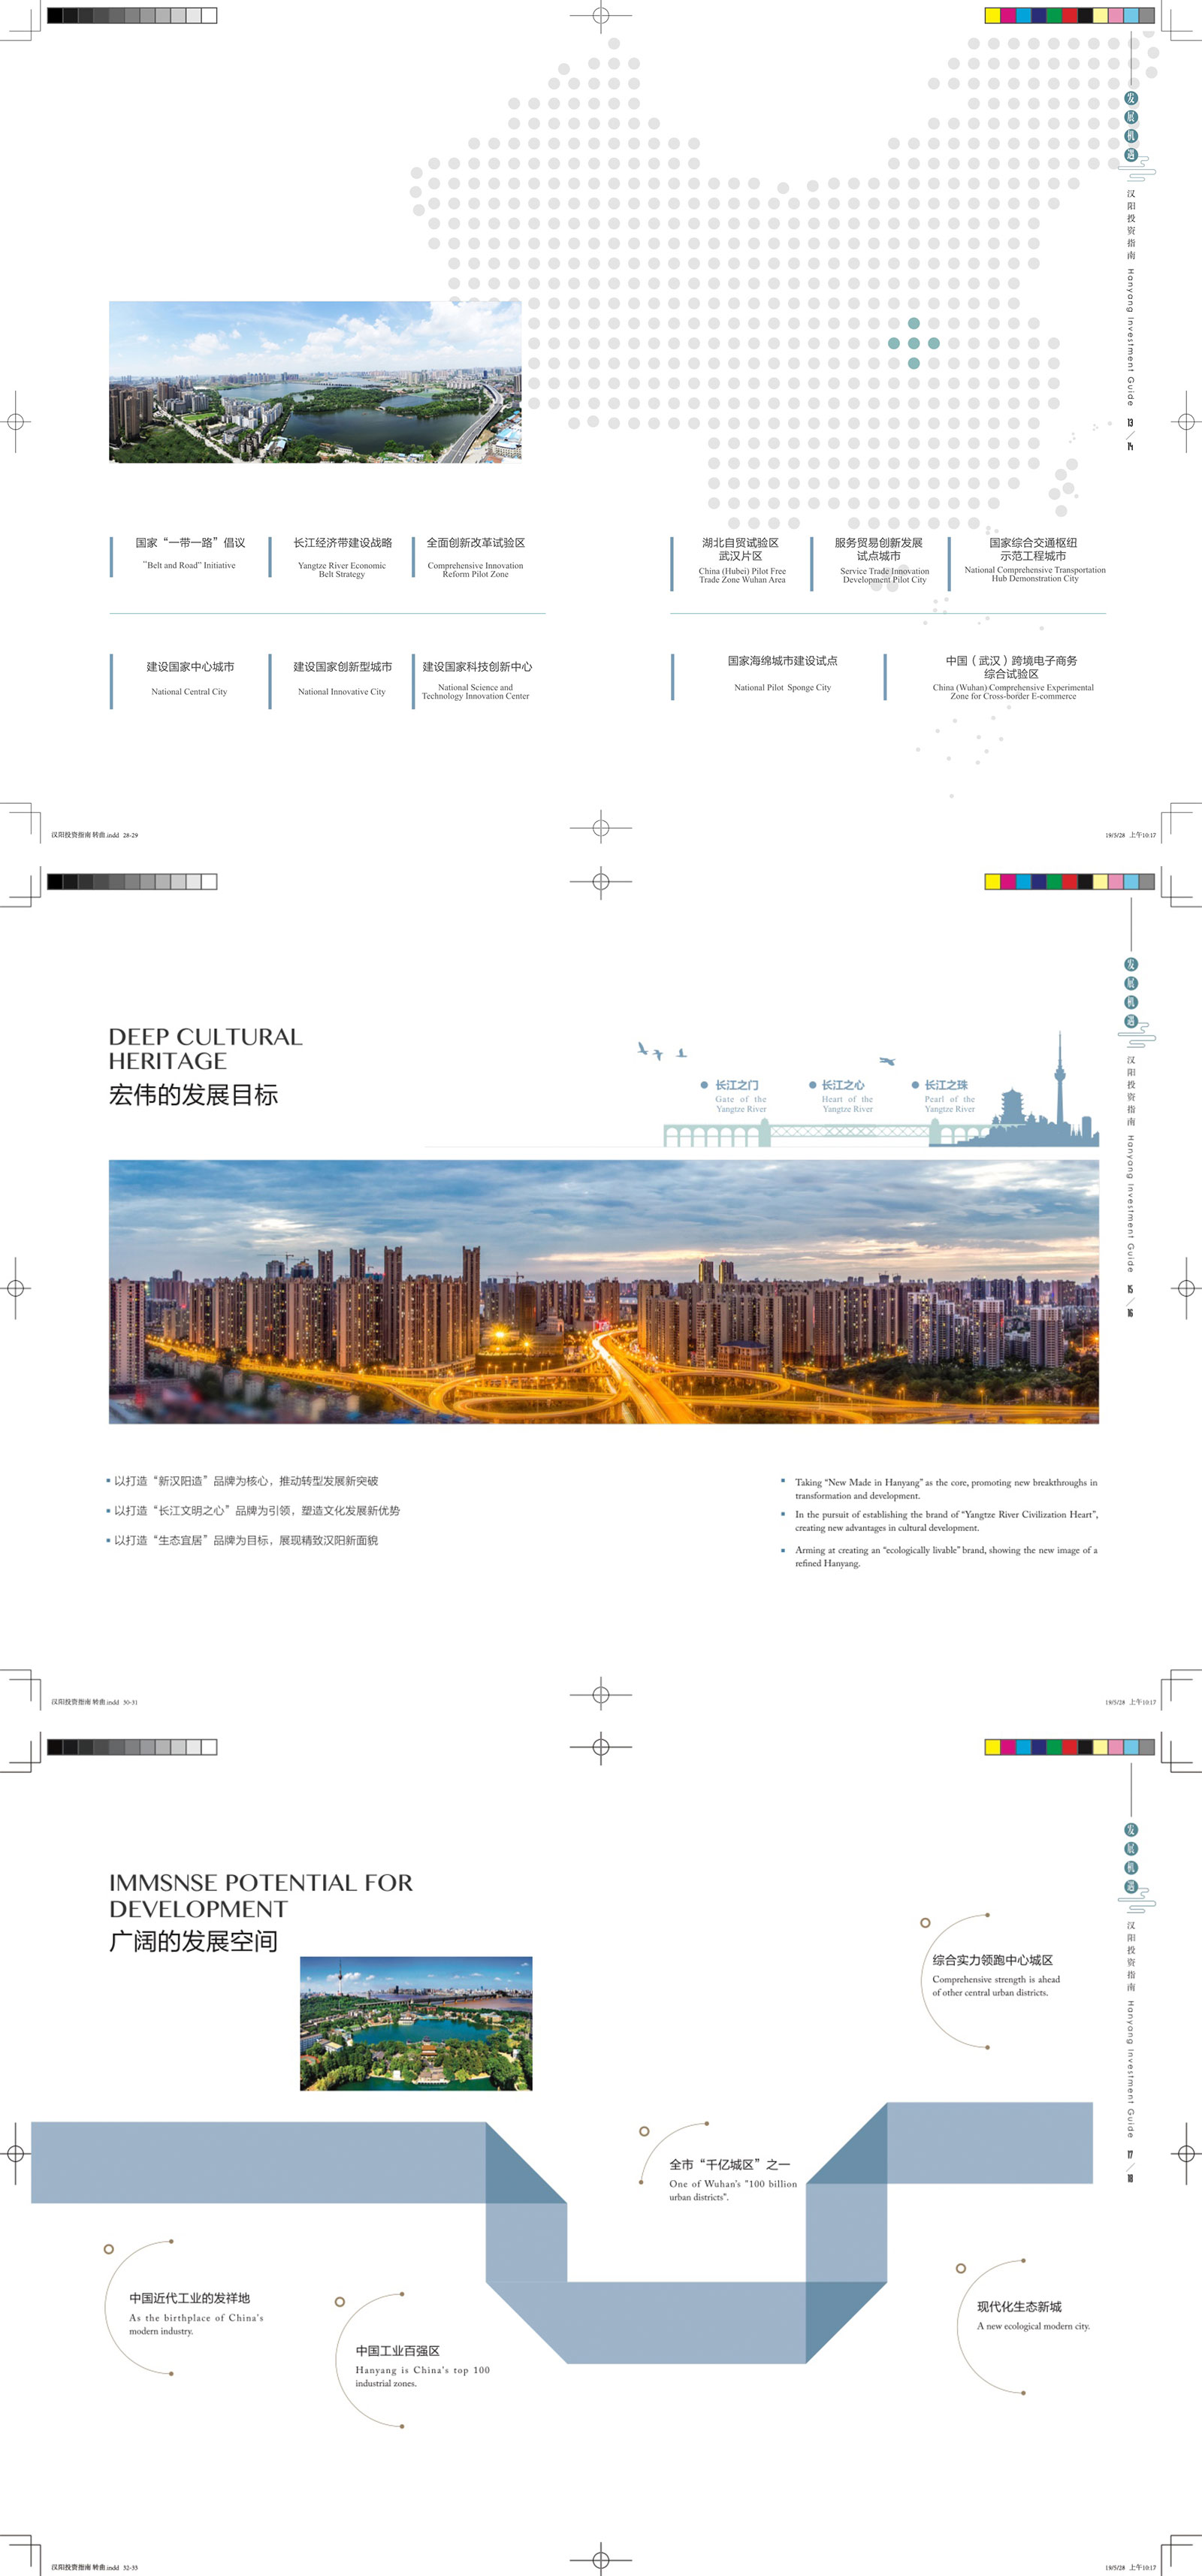 发展机遇
汉阳投资指南 Hanyang Investment Guide 13/14
国家“一带一路”倡议
"Belt and Road" Initiative
长江经济带建设战略
Yangtze River Economic
Belt Strategy
全面创新改革试验区
Comprehensive Innovation
Reform Pilot Zone
湖北自贸试验区
武汉片区
China (Hubei) Pilot Free
Trade Zone Wuhan Area
服务贸易创新发展
试点城市
Service Trade Innovation
Development Pilot City
国家综合交通枢纽
示范工程城市
National Comprehensive Transportation
Hub Demonstration City
建设国家中心城市
National Central City
建设国家创新型城市
National Innovative City
建设国家科技创新中心
National Science and
Technology Innovation Center
国家海绵城市建设试点
National Pilot Sponge City
中国（武汉）跨境电子商务
综合试验区
China (Wuhan) Comprehensive Experimental
Zone for Cross-border E-commerce
汉阳投资指南 转曲.indd 28-29
19/5/28 上午10:17
发展机遇
汉阳投资指南 Hanyang Investment Guide 15/16
DEEP CULTURAL
HERITAGE
宏伟的发展目标
长江之门
Gate of the
Yangtze River
长江之心
Heart of the
Yangtze River
长江之珠
Pearl of the
Yangtze River
以打造“新汉阳造”品牌为核心，推动转型发展新突破
以打造“长江文明之心”品牌为引领，塑造文化发展新优势
以打造“生态宜居”品牌为目标，展现精致汉阳新面貌
Taking “New Made in Hanyang” as the core, promoting new breakthroughs in
transformation and development.
In the pursuit of establishing the brand of “Yangtze River Civilization Heart”,
creating new advantages in cultural development.
Arming at creating an “ecologically livable” brand, showing the new image of a
refined Hanyang.
汉阳投资指南 转曲.indd 30-31
19/5/28 上午10:17
发展机遇
汉阳投资指南 Hanyang Investment Guide 17/18
IMMSNSE POTENTIAL FOR
DEVELOPMENT
广阔的发展空间
综合实力领跑中心城区
Comprehensive strength is ahead
of other central urban districts.
全市“千亿城区”之一
One of Wuhan's "100 billion
urban districts".
中国近代工业的发祥地
As the birthplace of China's
modern industry.
中国工业百强区
Hanyang is China's top 100
industrial zones.
现代化生态新城
A new ecological modern city.
汉阳投资指南 转曲.indd 32-33
19/5/28 上午10:17